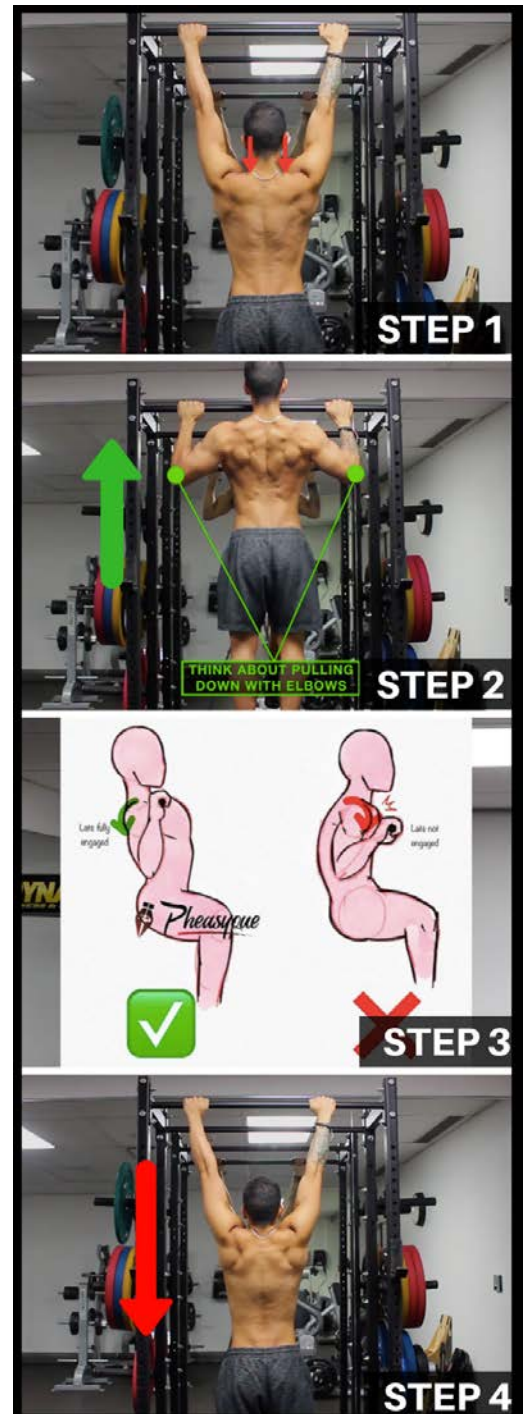 STEP 1
THINK ABOUT PULLING
DOWN WITH ELBOWS
STEP 2
Lats fully
engaged
Lats not
engaged
Pheasyque
STEP 3
STEP 4